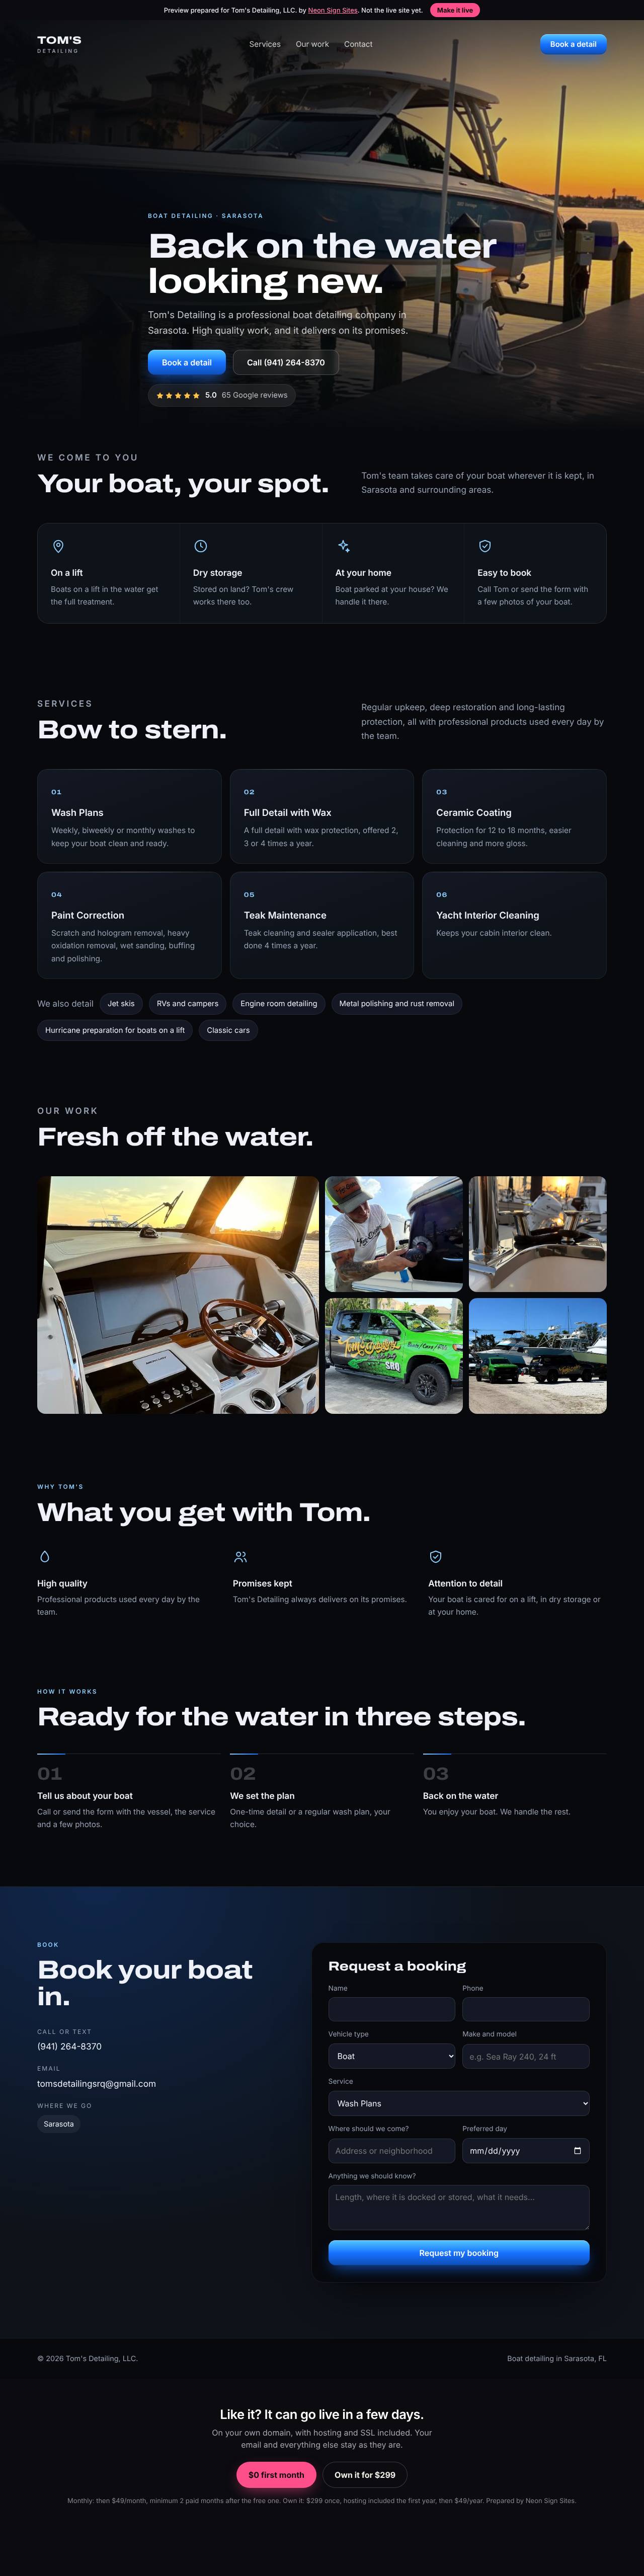 Preview prepared for Tom's Detailing, LLC. by Neon Sign Sites. Not the live site yet. Make it live
TOM'S
DETAILING
Services Our work Contact
Book a detail
BOAT DETAILING · SARASOTA
Back on the water
looking new.
Tom's Detailing is a professional boat detailing company in
Sarasota. High quality work, and it delivers on its promises.
Book a detail Call (941) 264-8370
★★★★★ 5.0 65 Google reviews
WE COME TO YOU
Your boat, your spot.
Tom's team takes care of your boat wherever it is kept, in
Sarasota and surrounding areas.
On a lift
Boats on a lift in the water get
the full treatment.
Dry storage
Stored on land? Tom's crew
works there too.
At your home
Boat parked at your house? We
handle it there.
Easy to book
Call Tom or send the form with
a few photos of your boat.
SERVICES
Bow to stern.
Regular upkeep, deep restoration and long-lasting
protection, all with professional products used every day by
the team.
01
Wash Plans
Weekly, biweekly or monthly washes to
keep your boat clean and ready.
02
Full Detail with Wax
A full detail with wax protection, offered 2,
3 or 4 times a year.
03
Ceramic Coating
Protection for 12 to 18 months, easier
cleaning and more gloss.
04
Paint Correction
Scratch and hologram removal, heavy
oxidation removal, wet sanding, buffing
and polishing.
05
Teak Maintenance
Teak cleaning and sealer application, best
done 4 times a year.
06
Yacht Interior Cleaning
Keeps your cabin interior clean.
We also detail Jet skis RVs and campers Engine room detailing Metal polishing and rust removal
Hurricane preparation for boats on a lift Classic cars
OUR WORK
Fresh off the water.
SRQ
WHY TOM'S
What you get with Tom.
High quality
Professional products used every day by the
team.
Promises kept
Tom's Detailing always delivers on its promises.
Attention to detail
Your boat is cared for on a lift, in dry storage or
at your home.
HOW IT WORKS
Ready for the water in three steps.
01
Tell us about your boat
Call or send the form with the vessel, the service
and a few photos.
02
We set the plan
One-time detail or a regular wash plan, your
choice.
03
Back on the water
You enjoy your boat. We handle the rest.
BOOK
Book your boat
in.
CALL OR TEXT
(941) 264-8370
EMAIL
tomsdetailingsrq@gmail.com
WHERE WE GO
Sarasota
Request a booking
Name Phone
Vehicle type Make and model
Boat e.g. Sea Ray 240, 24 ft
Service
Wash Plans
Where should we come? Preferred day
Address or neighborhood mm/dd/yyyy
Anything we should know?
Length, where it is docked or stored, what it needs...
Request my booking
© 2026 Tom's Detailing, LLC.
Boat detailing in Sarasota, FL
Like it? It can go live in a few days.
On your own domain, with hosting and SSL included. Your
email and everything else stay as they are.
$0 first month Own it for $299
Monthly: then $49/month, minimum 2 paid months after the free one. Own it: $299 once, hosting included the first year, then $49/year. Prepared by Neon Sign Sites.